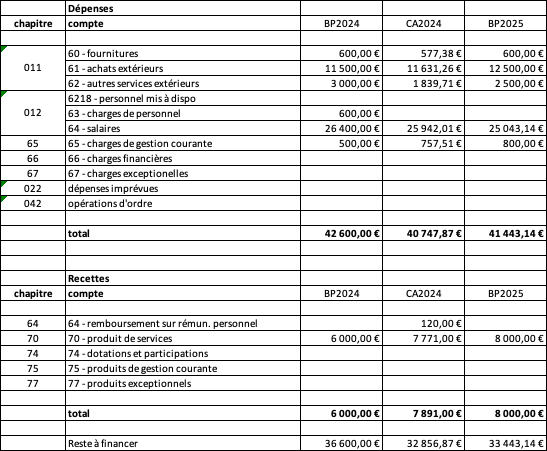 Dépenses
chapitre compte BP2024 CA2024 BP2025
60 - fournitures 600,00 € 577,38 € 600,00 €
011 61 - achats extérieurs 11 500,00 € 11 631,26 € 12 500,00 €
62 - autres services extérieurs 3 000,00 € 1 839,71 € 2 500,00 €
6218 - personnel mis à dispo
012 63 - charges de personnel 600,00 €
64 - salaires 26 400,00 € 25 942,01 € 25 043,14 €
65 65 - charges de gestion courante 500,00 € 757,51 € 800,00 €
66 66 - charges financières
67 67 - charges exceptionelles
022 dépenses imprévues
042 opérations d'ordre
total 42 600,00 € 40 747,87 € 41 443,14 €
Recettes
chapitre compte BP2024 CA2024 BP2025
64 64 - remboursement sur rémun. personnel 120,00 €
70 70 - produit de services 6 000,00 € 7 771,00 € 8 000,00 €
74 74 - dotations et participations
75 75 - produits de gestion courante
77 77 - produits exceptionnels
total 6 000,00 € 7 891,00 € 8 000,00 €
Reste à financer 36 600,00 € 32 856,87 € 33 443,14 €